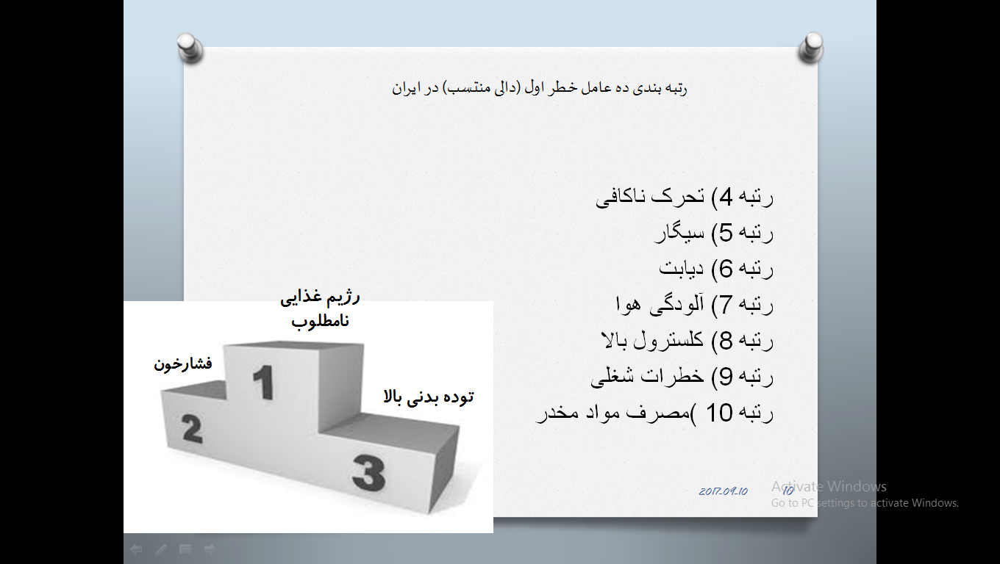 رتبه بندی ده عامل خطر اول (دالی منتسب) در ایران
رتبه 4) تحرک ناکافی
رتبه 5) سیگار
رتبه 6) دیابت
رتبه 7) آلودگی هوا
رتبه 8) کلسترول بالا
رتبه 9) خطرات شغلی
رتبه 10 )مصرف مواد مخدر
رژیم غذایی
نامطلوب
فشارخون
توده بدنی بالا
1
2
3
2017-09-10
10
Activate Windows
Go to PC settings to activate Windows.